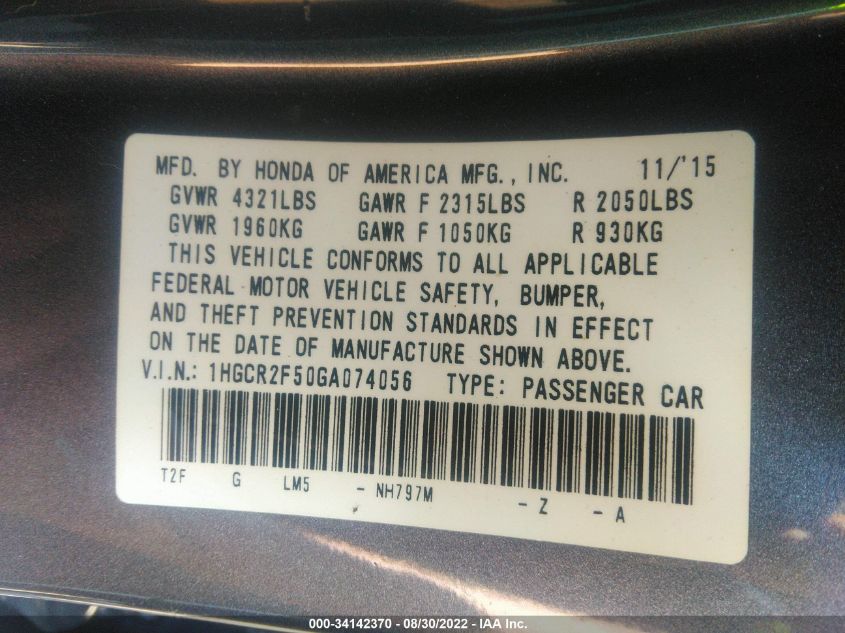 MFD. BY HONDA OF AMERICA MFG., INC. 11/'15
GVWR 4321LBS GAWR F 2315LBS R 2050LBS
GVWR 1960KG GAWR F 1050KG R 930KG
THIS VEHICLE CONFORMS TO ALL APPLICABLE
FEDERAL MOTOR VEHICLE SAFETY, BUMPER,
AND THEFT PREVENTION STANDARDS IN EFFECT
ON THE DATE OF MANUFACTURE SHOWN ABOVE.
V.I.N.: 1HGCR2F50GA074056 TYPE: PASSENGER CAR
T2F G LM5 - NH797M - Z - A
000-34142370 - 08/30/2022 - IAA Inc.